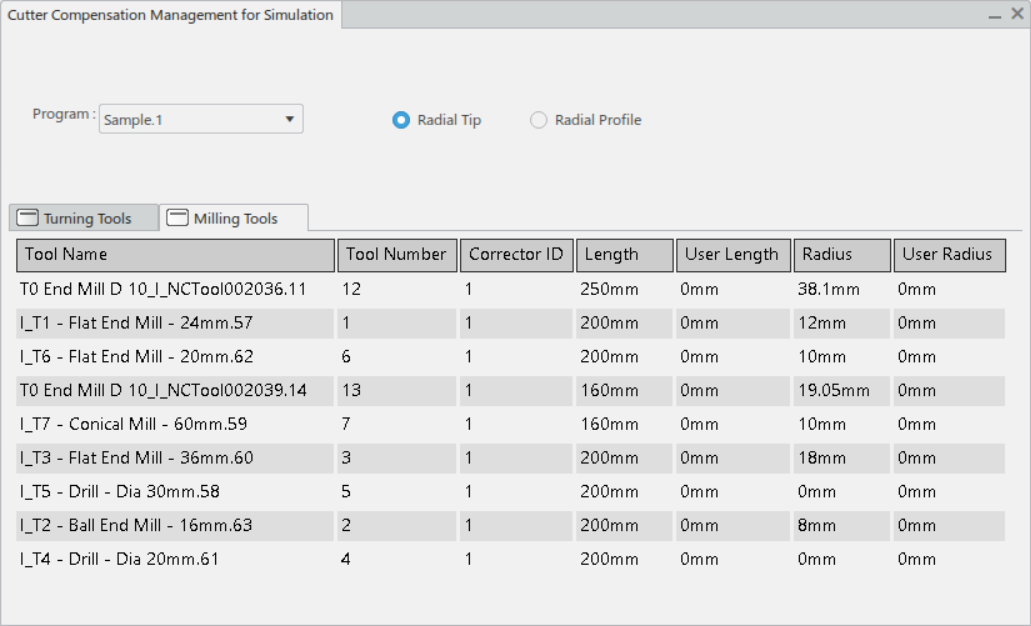 Cutter Compensation Management for Simulation
Program : Sample.1 Radial Tip Radial Profile
Turning Tools Milling Tools
Tool Name Tool Number Corrector ID Length User Length Radius User Radius
T0 End Mill D 10_I_NCTool002036.11 12 1 250mm 0mm 38.1mm 0mm
I_T1 - Flat End Mill - 24mm.57 1 1 200mm 0mm 12mm 0mm
I_T6 - Flat End Mill - 20mm.62 6 1 200mm 0mm 10mm 0mm
T0 End Mill D 10_I_NCTool002039.14 13 1 160mm 0mm 19.05mm 0mm
I_T7 - Conical Mill - 60mm.59 7 1 160mm 0mm 10mm 0mm
I_T3 - Flat End Mill - 36mm.60 3 1 200mm 0mm 18mm 0mm
I_T5 - Drill - Dia 30mm.58 5 1 200mm 0mm 0mm 0mm
I_T2 - Ball End Mill - 16mm.63 2 1 200mm 0mm 8mm 0mm
I_T4 - Drill - Dia 20mm.61 4 1 200mm 0mm 0mm 0mm